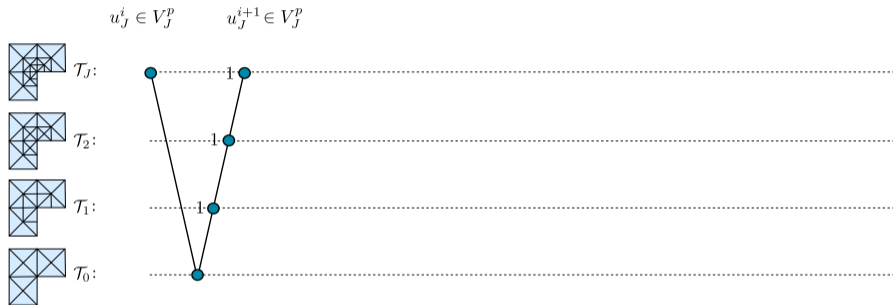 u_J^i ∈ V_J^p u_J^{i+1} ∈ V_J^p
𝒯_J: 1
𝒯_2: 1
𝒯_1: 1
𝒯_0: